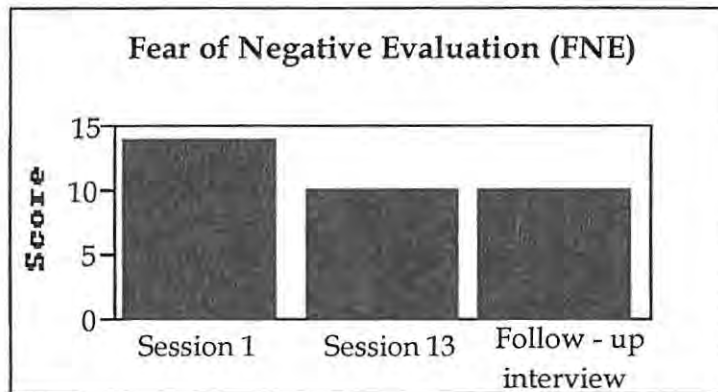 Fear of Negative Evaluation (FNE)
15
10
5
0
Score
Session 1
Session 13
Follow - up
interview